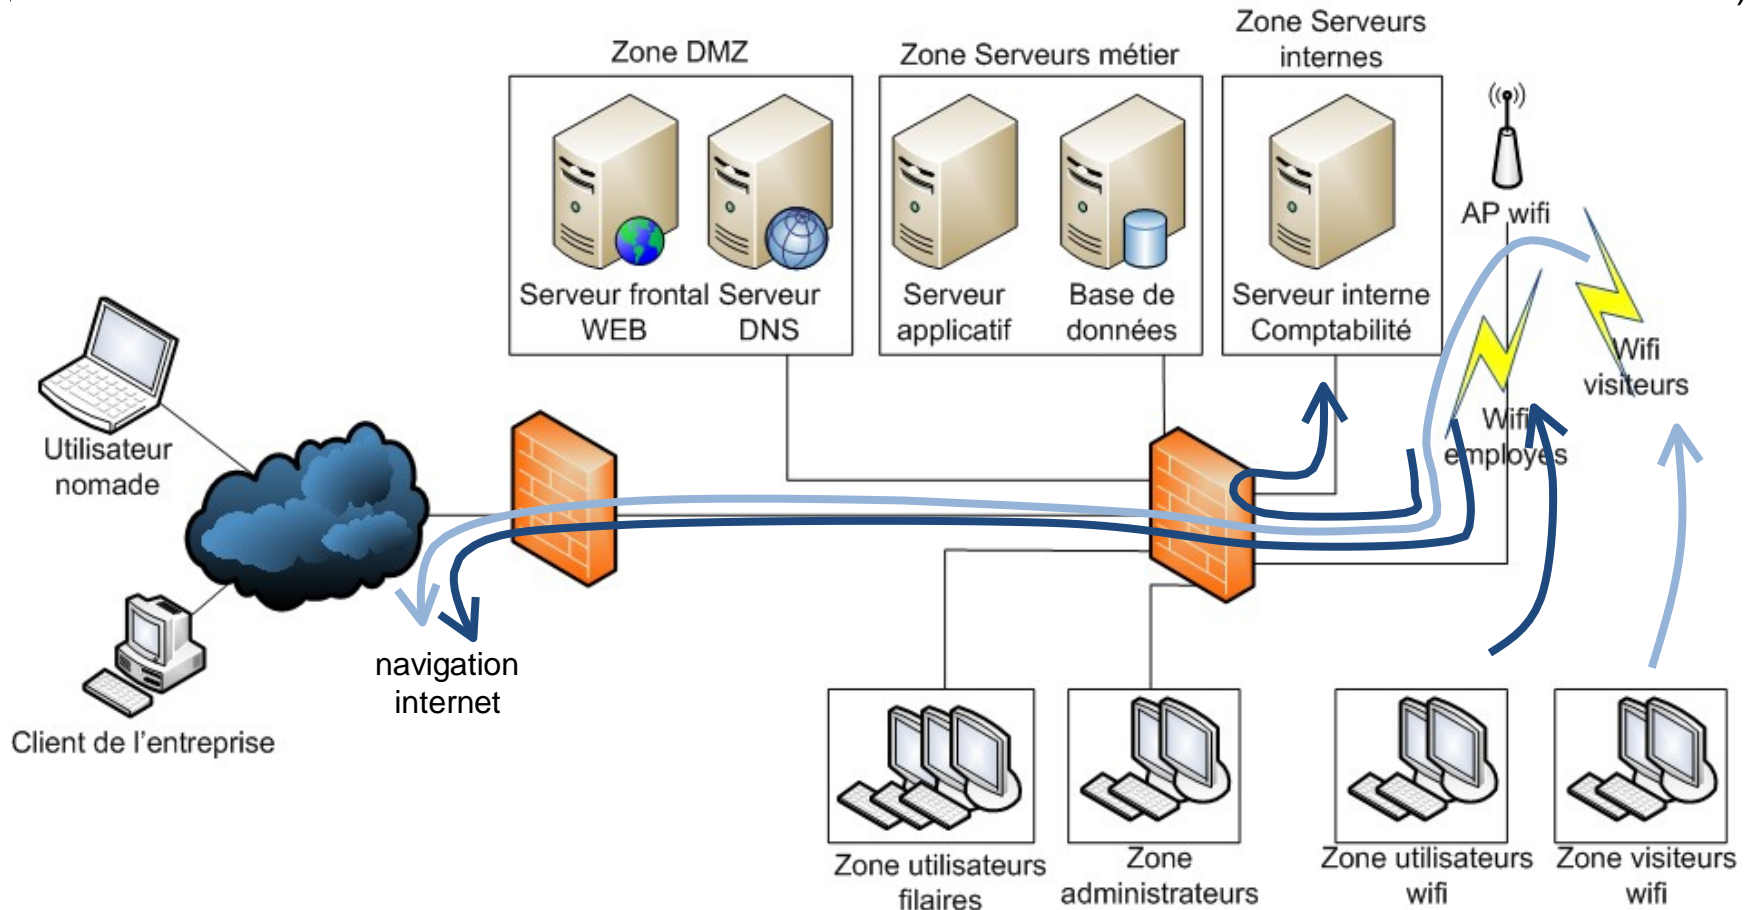 Zone DMZ
Zone Serveurs métier
Zone Serveurs
internes
AP wifi
Serveur frontal
WEB
Serveur
DNS
Serveur
applicatif
Base de
données
Serveur interne
Comptabilité
Wifi
visiteurs
Wifi
employés
Utilisateur
nomade
navigation
internet
Client de l'entreprise
Zone utilisateurs
filaires
Zone
administrateurs
Zone utilisateurs
wifi
Zone visiteurs
wifi